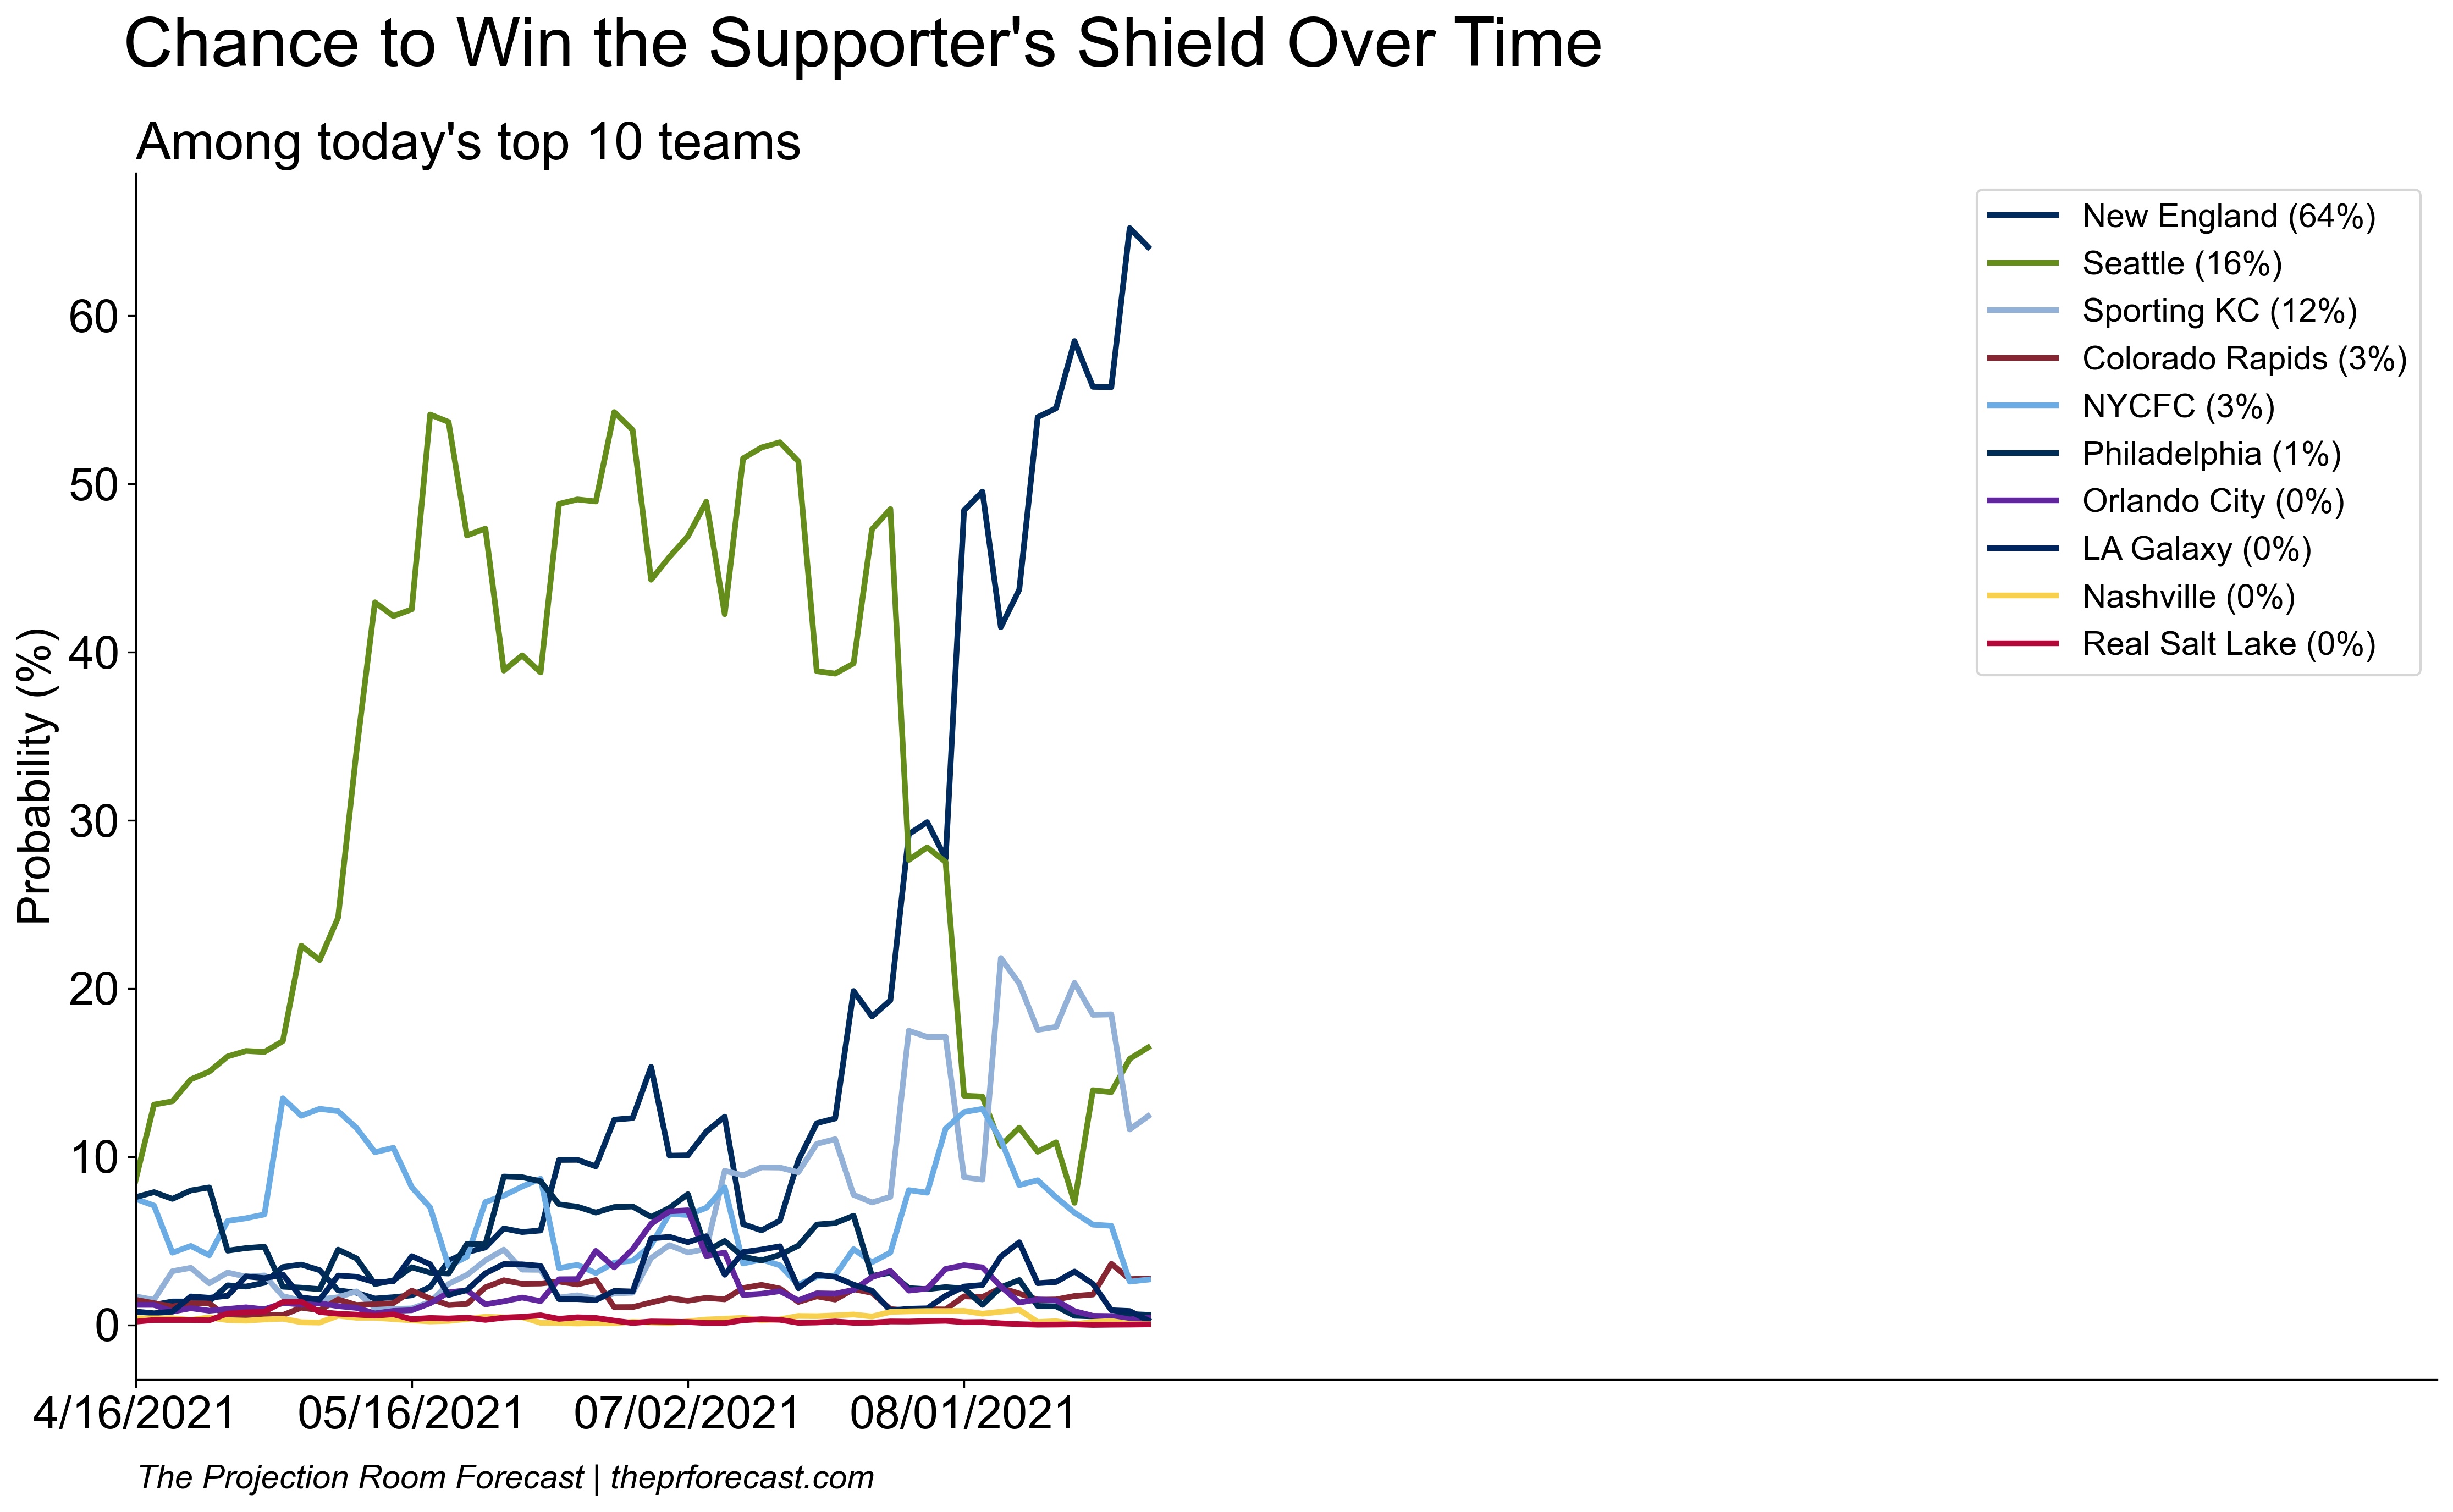 Chance to Win the Supporter's Shield Over Time
Among today's top 10 teams
New England (64%)
Seattle (16%)
Sporting KC (12%)
Colorado Rapids (3%)
NYCFC (3%)
Philadelphia (1%)
Orlando City (0%)
LA Galaxy (0%)
Nashville (0%)
Real Salt Lake (0%)
Probability (%)
60
50
40
30
20
10
0
4/16/2021 05/16/2021 07/02/2021 08/01/2021
The Projection Room Forecast | theprforecast.com